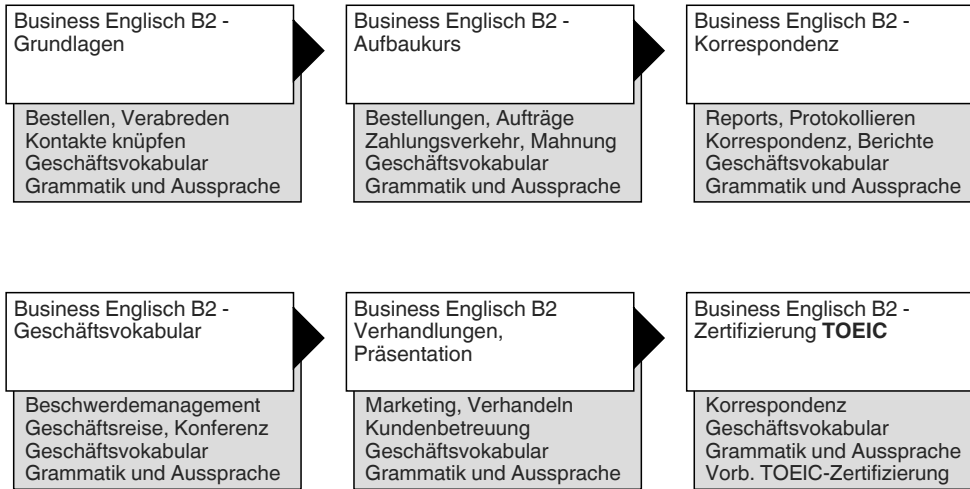 Business Englisch B2 -
Grundlagen
Bestellen, Verabreden
Kontakte knüpfen
Geschäftsvokabular
Grammatik und Aussprache
Business Englisch B2 -
Aufbaukurs
Bestellungen, Aufträge
Zahlungsverkehr, Mahnung
Geschäftsvokabular
Grammatik und Aussprache
Business Englisch B2 -
Korrespondenz
Reports, Protokollieren
Korrespondenz, Berichte
Geschäftsvokabular
Grammatik und Aussprache
Business Englisch B2 -
Geschäftsvokabular
Beschwerdemanagement
Geschäftsreise, Konferenz
Geschäftsvokabular
Grammatik und Aussprache
Business Englisch B2
Verhandlungen,
Präsentation
Marketing, Verhandeln
Kundenbetreuung
Geschäftsvokabular
Grammatik und Aussprache
Business Englisch B2 -
Zertifizierung TOEIC
Korrespondenz
Geschäftsvokabular
Grammatik und Aussprache
Vorb. TOEIC-Zertifizierung